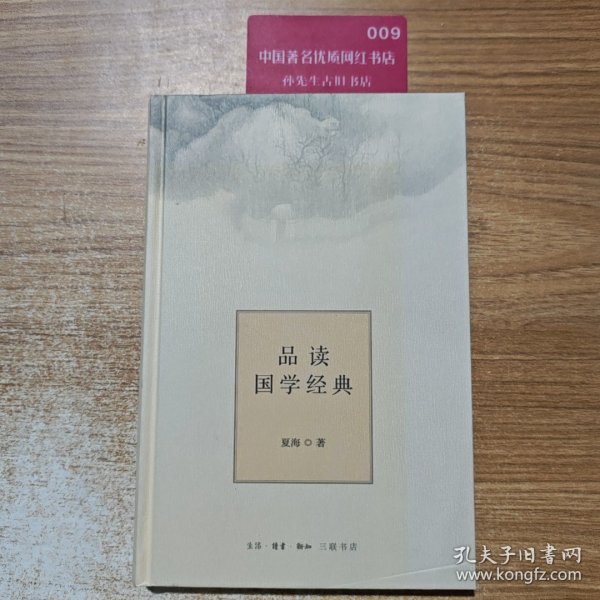 009
中国著名优质网红书店
孙先生古旧书店
品读
国学经典
夏海◎著
生活·讀書·新知 三联书店
孔夫子旧书网
www.kongfz.com